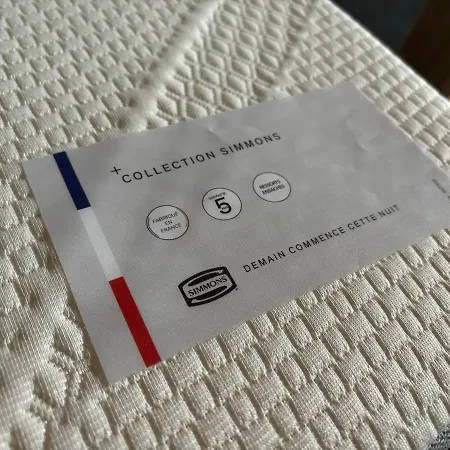 +COLLECTION SIMMONS
FABRIQUÉ
EN
FRANCE
5
RESSORTS
ENSACHÉS
SIMMONS
DEMAIN COMMENCE CETTE NUIT